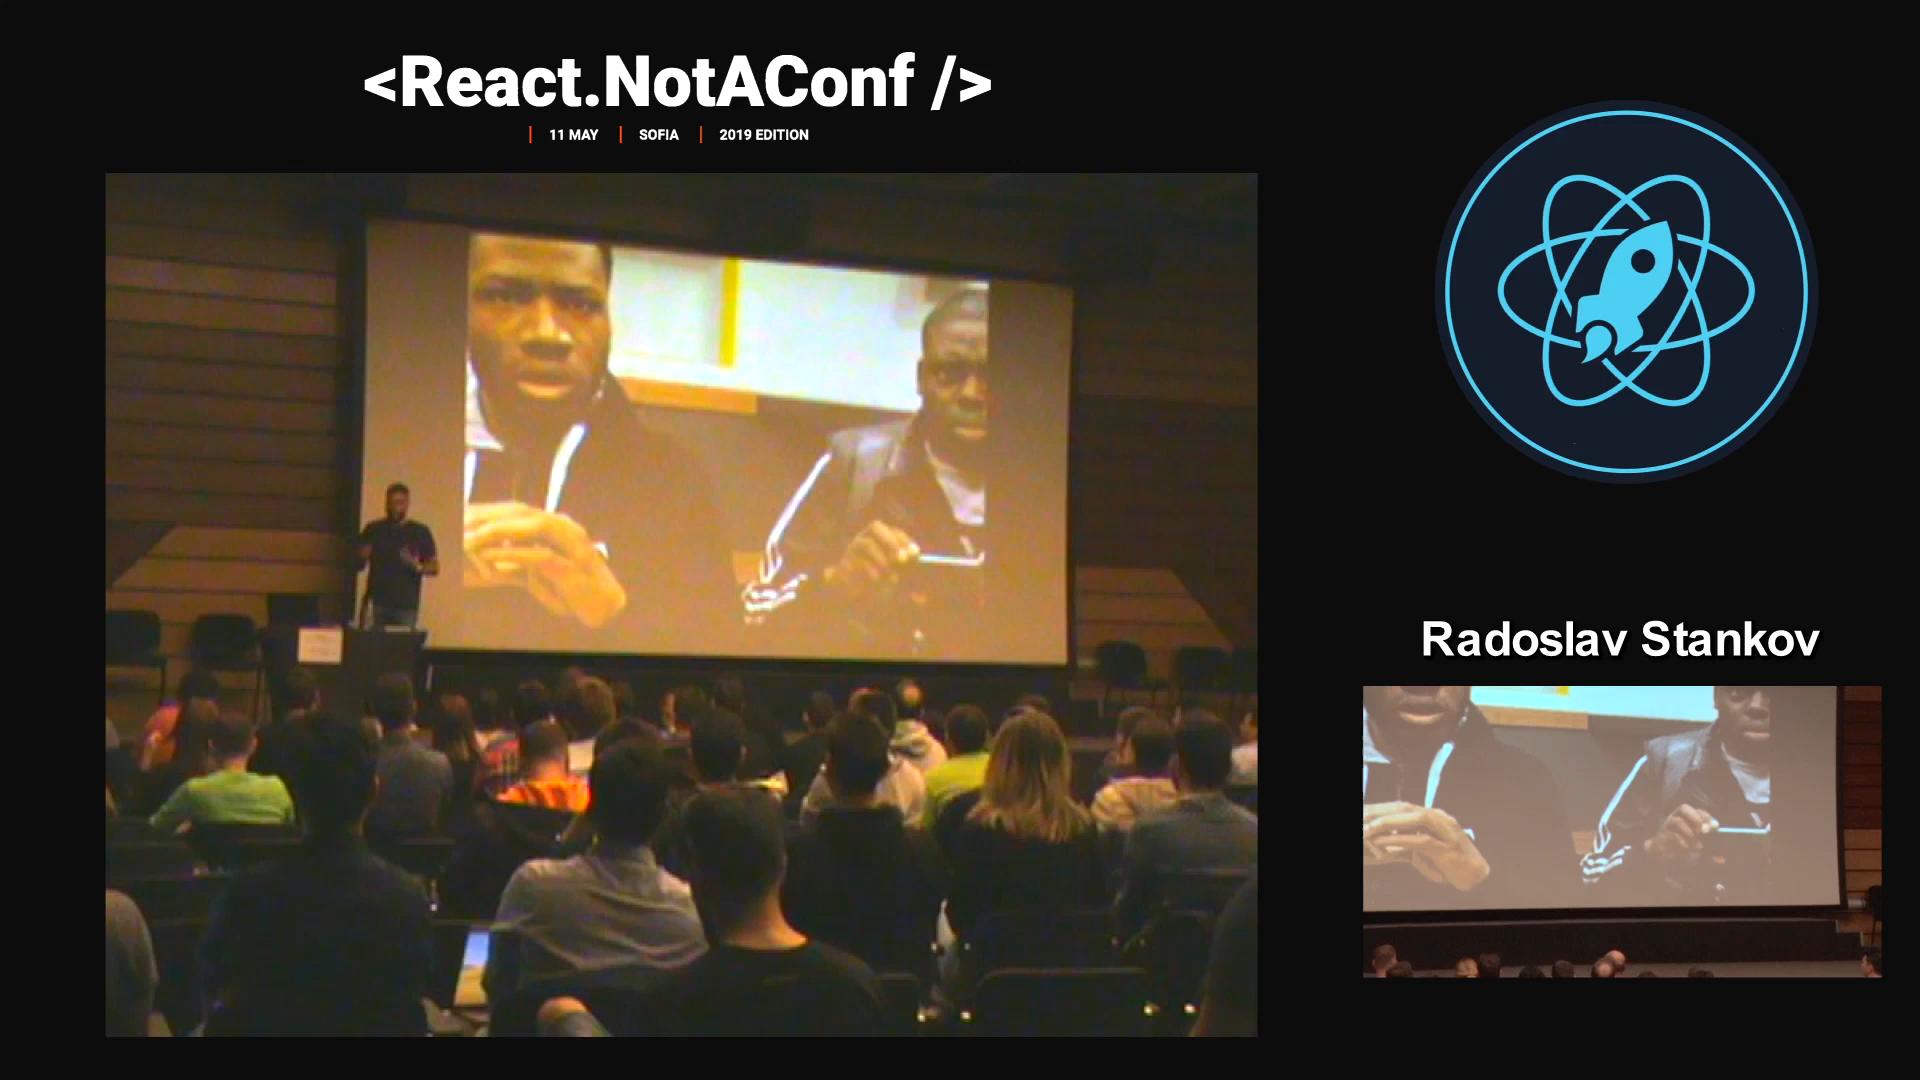 <React.NotAConf />
11 MAY
SOFIA
2019 EDITION
Radoslav Stankov